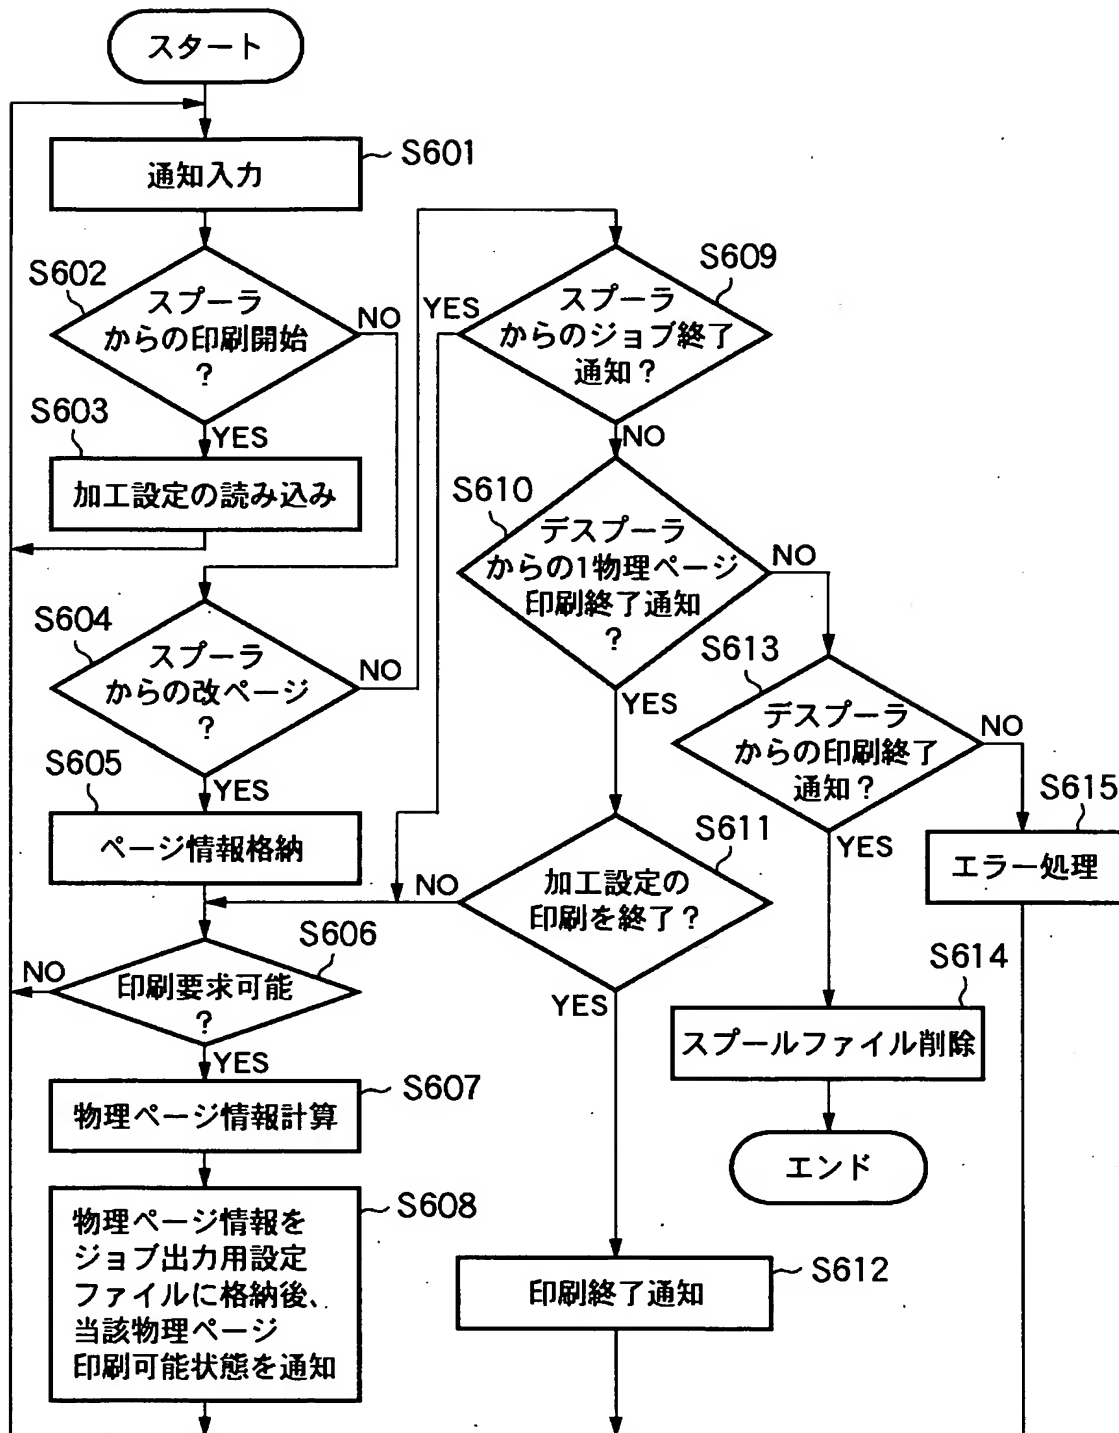 スタート
S601
通知入力
S602
スプーラ
からの印刷開始
?
NO
YES
S603
加工設定の読み込み
S604
スプーラ
からの改ページ
?
NO
YES
S605
ページ情報格納
S606
印刷要求可能
?
NO
YES
S607
物理ページ情報計算
S608
物理ページ情報を
ジョブ出力用設定
ファイルに格納後、
当該物理ページ
印刷可能状態を通知
S609
スプーラ
からのジョブ終了
通知?
YES
NO
S610
デスプーラ
からの1物理ページ
印刷終了通知
?
NO
YES
S611
加工設定の
印刷を終了?
NO
YES
S612
印刷終了通知
S613
デスプーラ
からの印刷終了
通知?
NO
YES
S614
スプールファイル削除
エンド
S615
エラー処理